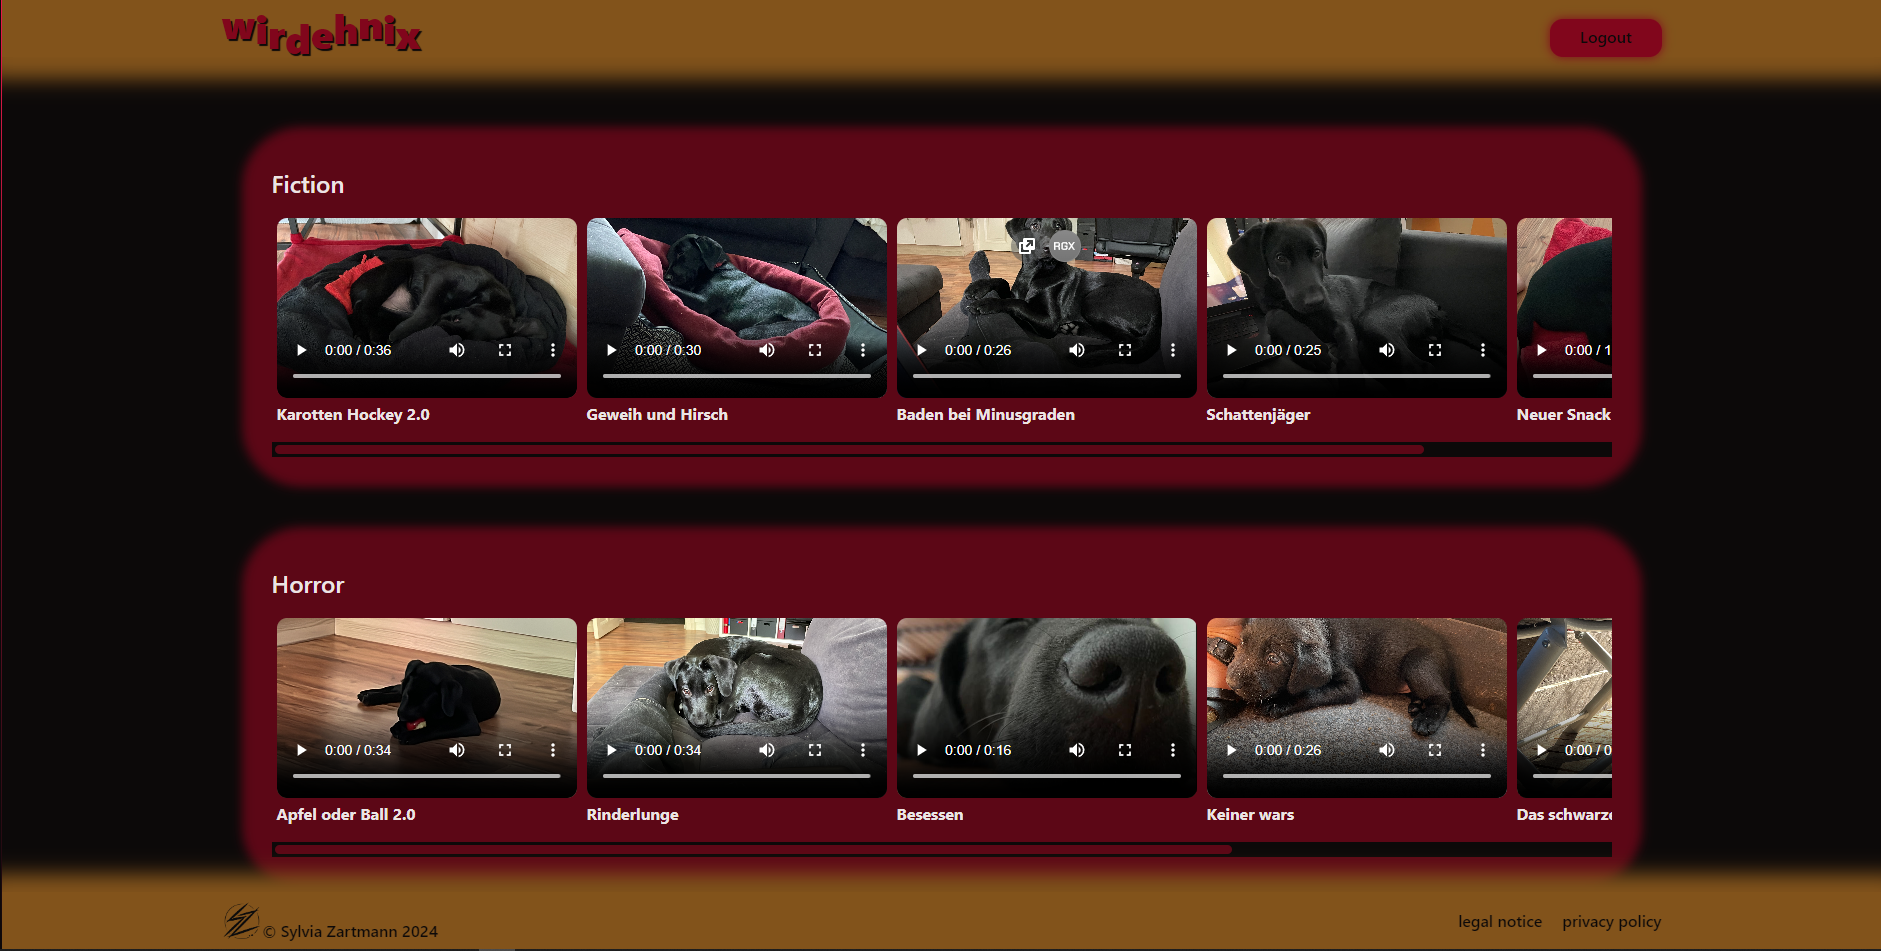 wirdehnix
Logout
Fiction
RGX
0:00 / 0:36
0:00 / 0:30
0:00 / 0:26
0:00 / 0:25
0:00 / 1
Karotten Hockey 2.0
Geweih und Hirsch
Baden bei Minusgraden
Schattenjäger
Neuer Snack
Horror
0:00 / 0:34
0:00 / 0:34
0:00 / 0:16
0:00 / 0:26
0:00 / 0
Apfel oder Ball 2.0
Rinderlunge
Besessen
Keiner wars
Das schwarze
© Sylvia Zartmann 2024
legal notice
privacy policy